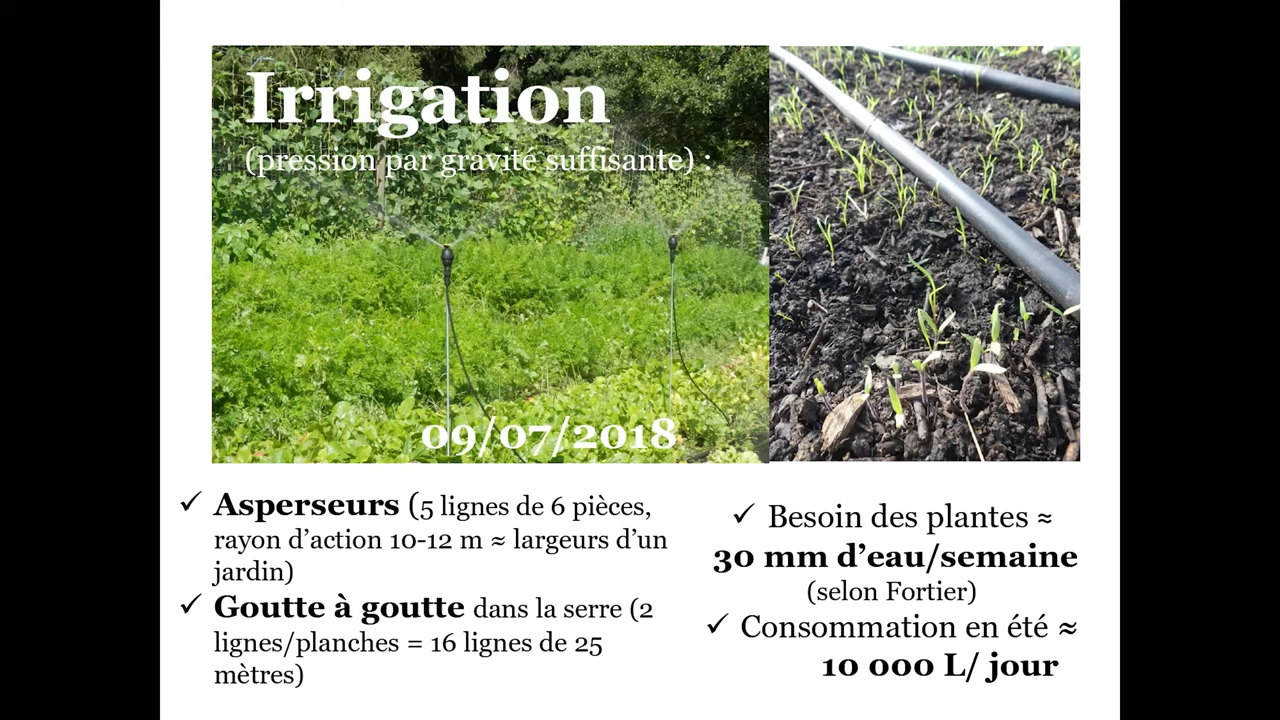 Irrigation
(pression par gravité suffisante) :
09/07/2018
✓ Asperseurs (5 lignes de 6 pièces,
rayon d’action 10-12 m ≈ largeurs d’un
jardin)
✓ Goutte à goutte dans la serre (2
lignes/planches = 16 lignes de 25
mètres)
✓ Besoin des plantes ≈
30 mm d’eau/semaine
(selon Fortier)
✓ Consommation en été ≈
10 000 L/ jour